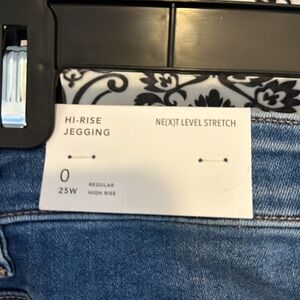 HI-RISE
JEGGING
NE(X)T LEVEL STRETCH
0
25W
REGULAR
HIGH RISE